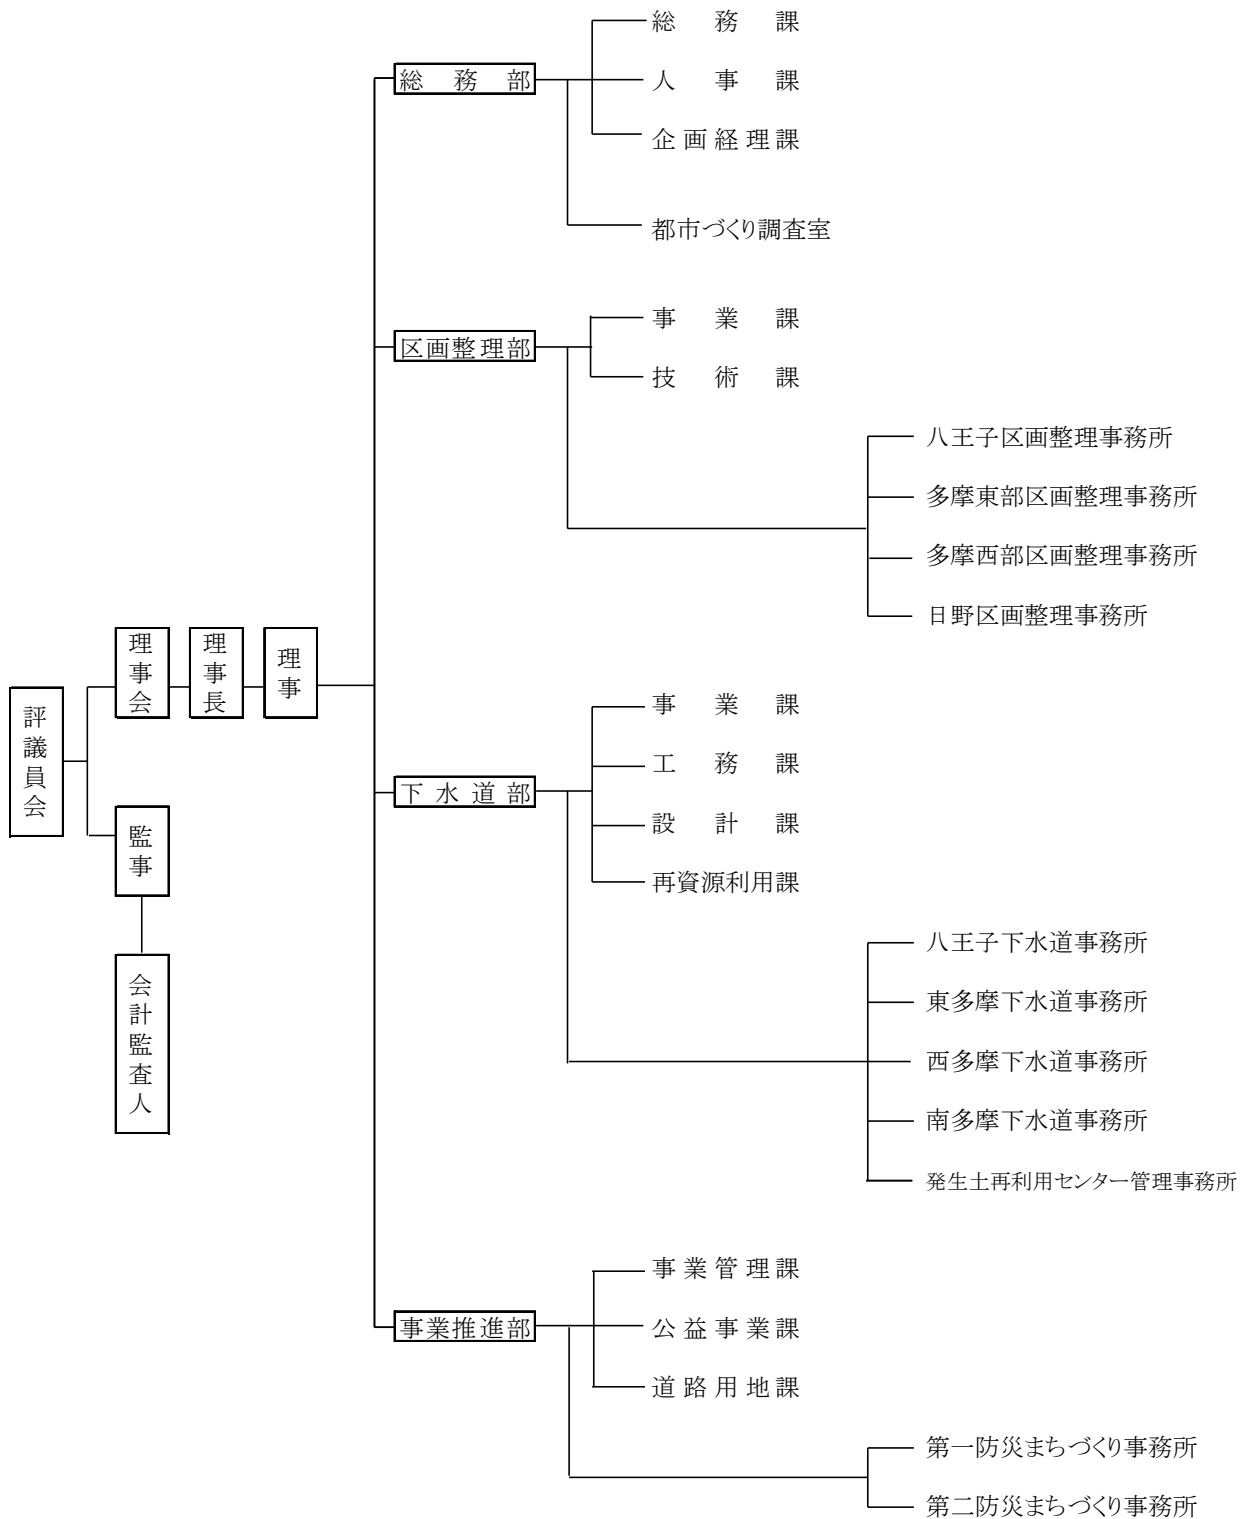 評議員会
理事会
理事長
理事
監事
会計監査人
総務部
総務課
人事課
企画経理課
都市づくり調査室
区画整理部
事業課
技術課
八王子区画整理事務所
多摩東部区画整理事務所
多摩西部区画整理事務所
日野区画整理事務所
下水道部
事業課
工務課
設計課
再資源利用課
八王子下水道事務所
東多摩下水道事務所
西多摩下水道事務所
南多摩下水道事務所
発生土再利用センター管理事務所
事業推進部
事業管理課
公益事業課
道路用地課
第一防災まちづくり事務所
第二防災まちづくり事務所